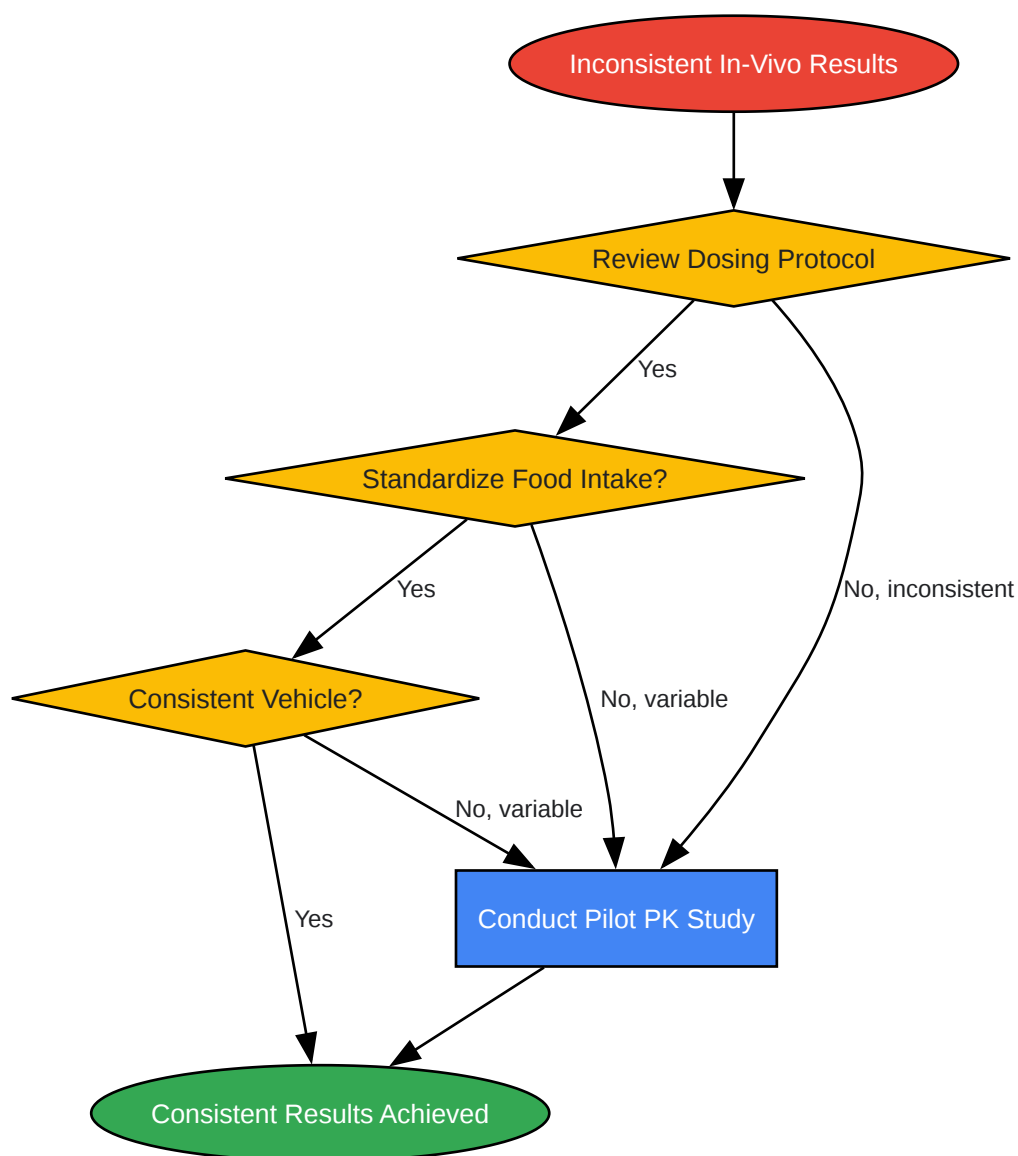 Inconsistent In-Vivo Results
Review Dosing Protocol
Yes
Standardize Food Intake?
Yes
No, inconsistent
Consistent Vehicle?
No, variable
No, variable
Yes
Conduct Pilot PK Study
Consistent Results Achieved